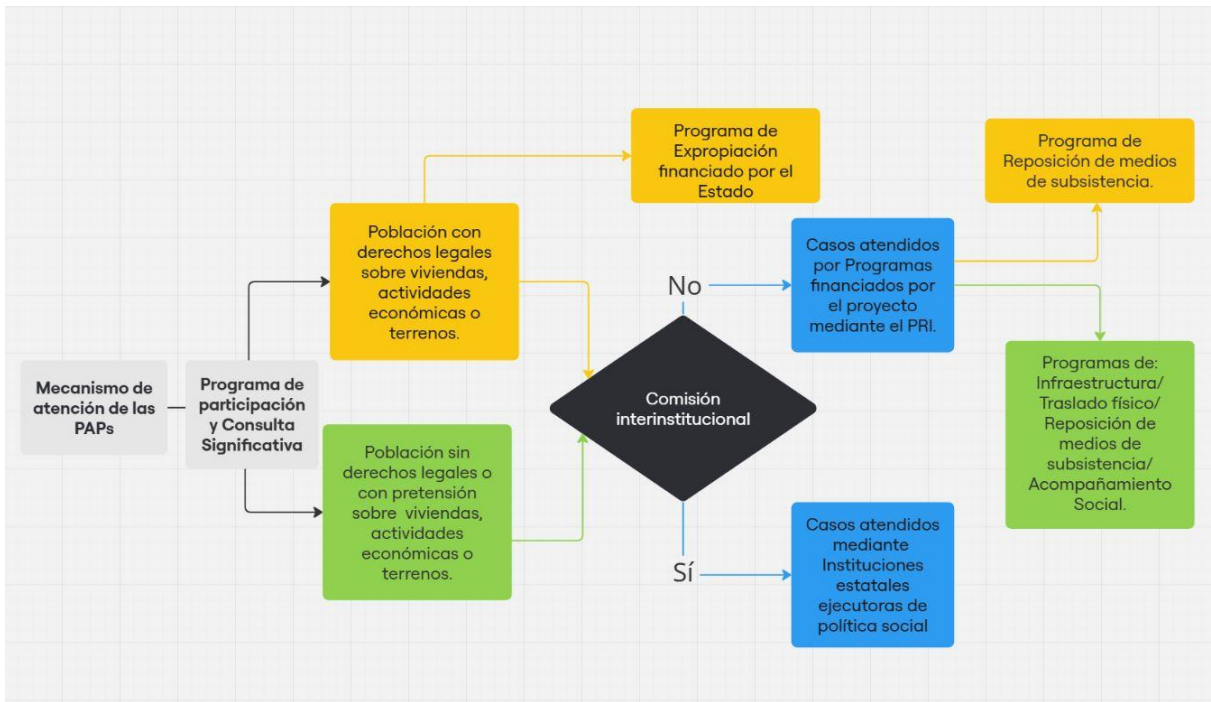 Mecanismo de
atención de las
PAPs
Programa de
participación
y Consulta
Significativa
Población con
derechos legales
sobre viviendas,
actividades
económicas o
terrenos.
Población sin
derechos legales o
con pretensión
sobre viviendas,
actividades
económicas o
terrenos.
Programa de
Expropiación
financiado por el
Estado
Comisión
interinstitucional
No
Sí
Casos atendidos
por Programas
financiados por
el proyecto
mediante el PRI.
Casos atendidos
mediante
Instituciones
estatales
ejecutoras de
política social
Programa de
Reposición de medios
de subsistencia.
Programas de:
Infraestructura/
Traslado físico/
Reposición de
medios de
subsistencia/
Acompañamiento
Social.